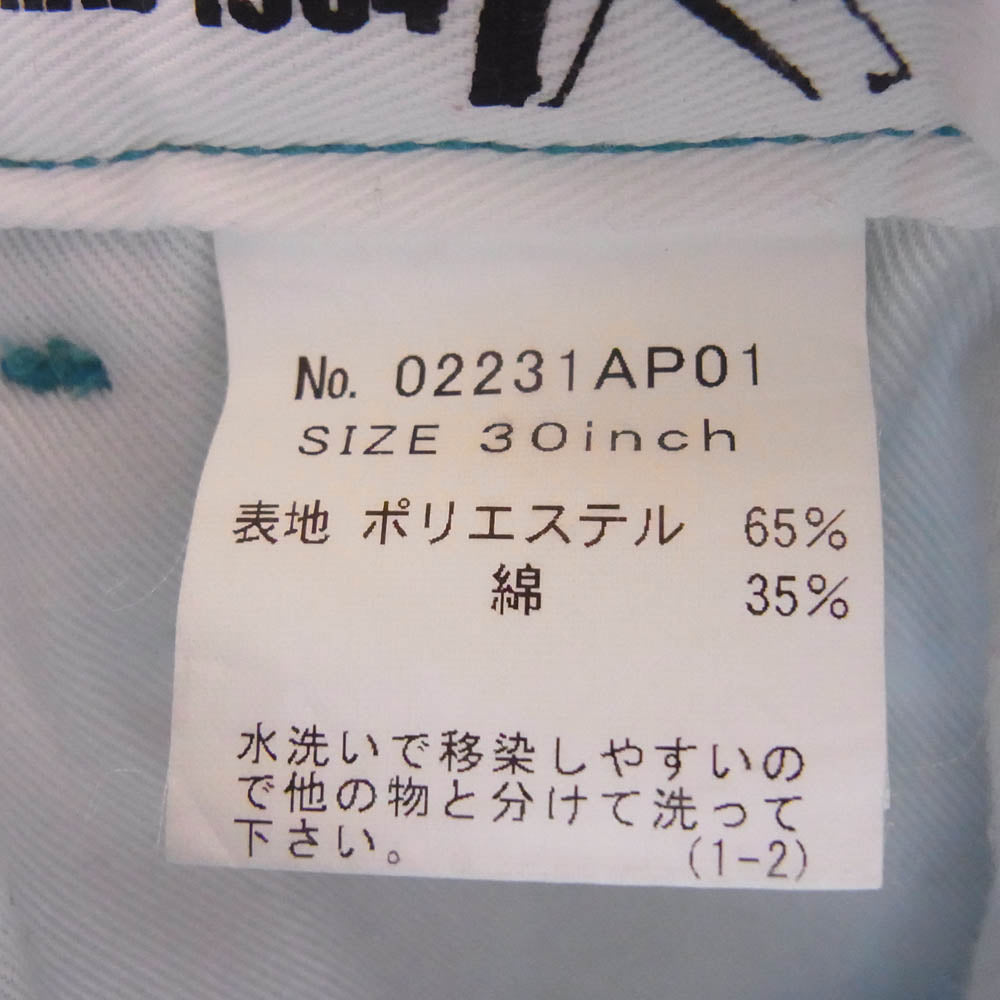 1984
No. 02231AP01
SIZE 30inch
表地 ポリエステル 65%
綿 35%
水洗いで移染しやすいの
で他の物と分けて洗って
下さい。 (1-2)